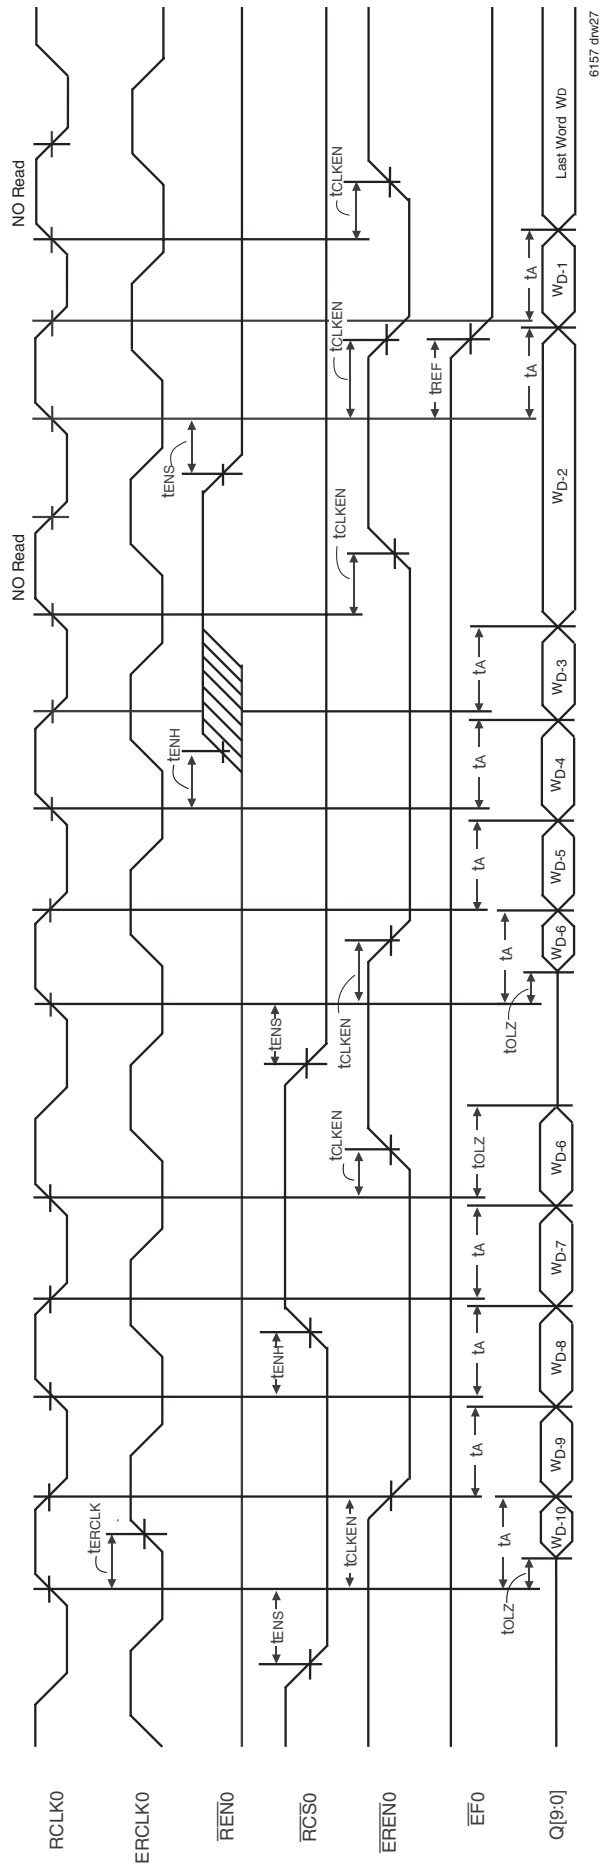 NO Read NO Read
RCLK0
tERCLK
ERCLK0
tENH tENS
REN0
tENS tENH tENS
RCS0
tCLKEN tCLKEN tCLKEN tCLKEN tCLKEN tCLKEN
EREN0
tREF
EF0
tOLZ tA tA tA tA tOLZ tOLZ tA tA tA tA tA tA
Q[9:0] WD-10 WD-9 WD-8 WD-7 WD-6 WD-6 WD-5 WD-4 WD-3 WD-2 WD-1 Last Word WD
6157 drw27